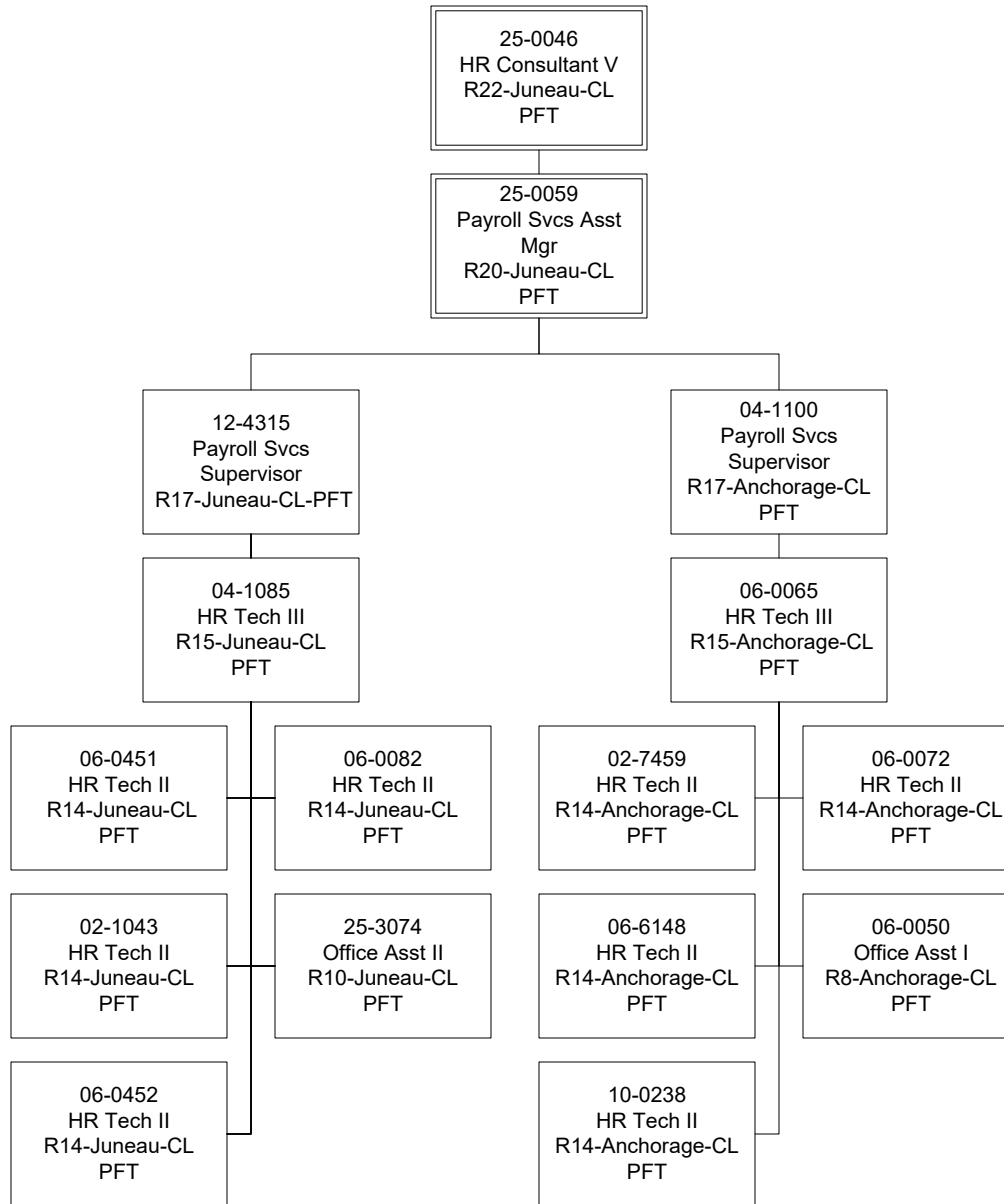 25-0046
HR Consultant V
R22-Juneau-CL
PFT
25-0059
Payroll Svcs Asst
Mgr
R20-Juneau-CL
PFT
12-4315
Payroll Svcs
Supervisor
R17-Juneau-CL-PFT
04-1100
Payroll Svcs
Supervisor
R17-Anchorage-CL
PFT
04-1085
HR Tech III
R15-Juneau-CL
PFT
06-0065
HR Tech III
R15-Anchorage-CL
PFT
06-0451
HR Tech II
R14-Juneau-CL
PFT
06-0082
HR Tech II
R14-Juneau-CL
PFT
02-7459
HR Tech II
R14-Anchorage-CL
PFT
06-0072
HR Tech II
R14-Anchorage-CL
PFT
02-1043
HR Tech II
R14-Juneau-CL
PFT
25-3074
Office Asst II
R10-Juneau-CL
PFT
06-6148
HR Tech II
R14-Anchorage-CL
PFT
06-0050
Office Asst I
R8-Anchorage-CL
PFT
06-0452
HR Tech II
R14-Juneau-CL
PFT
10-0238
HR Tech II
R14-Anchorage-CL
PFT